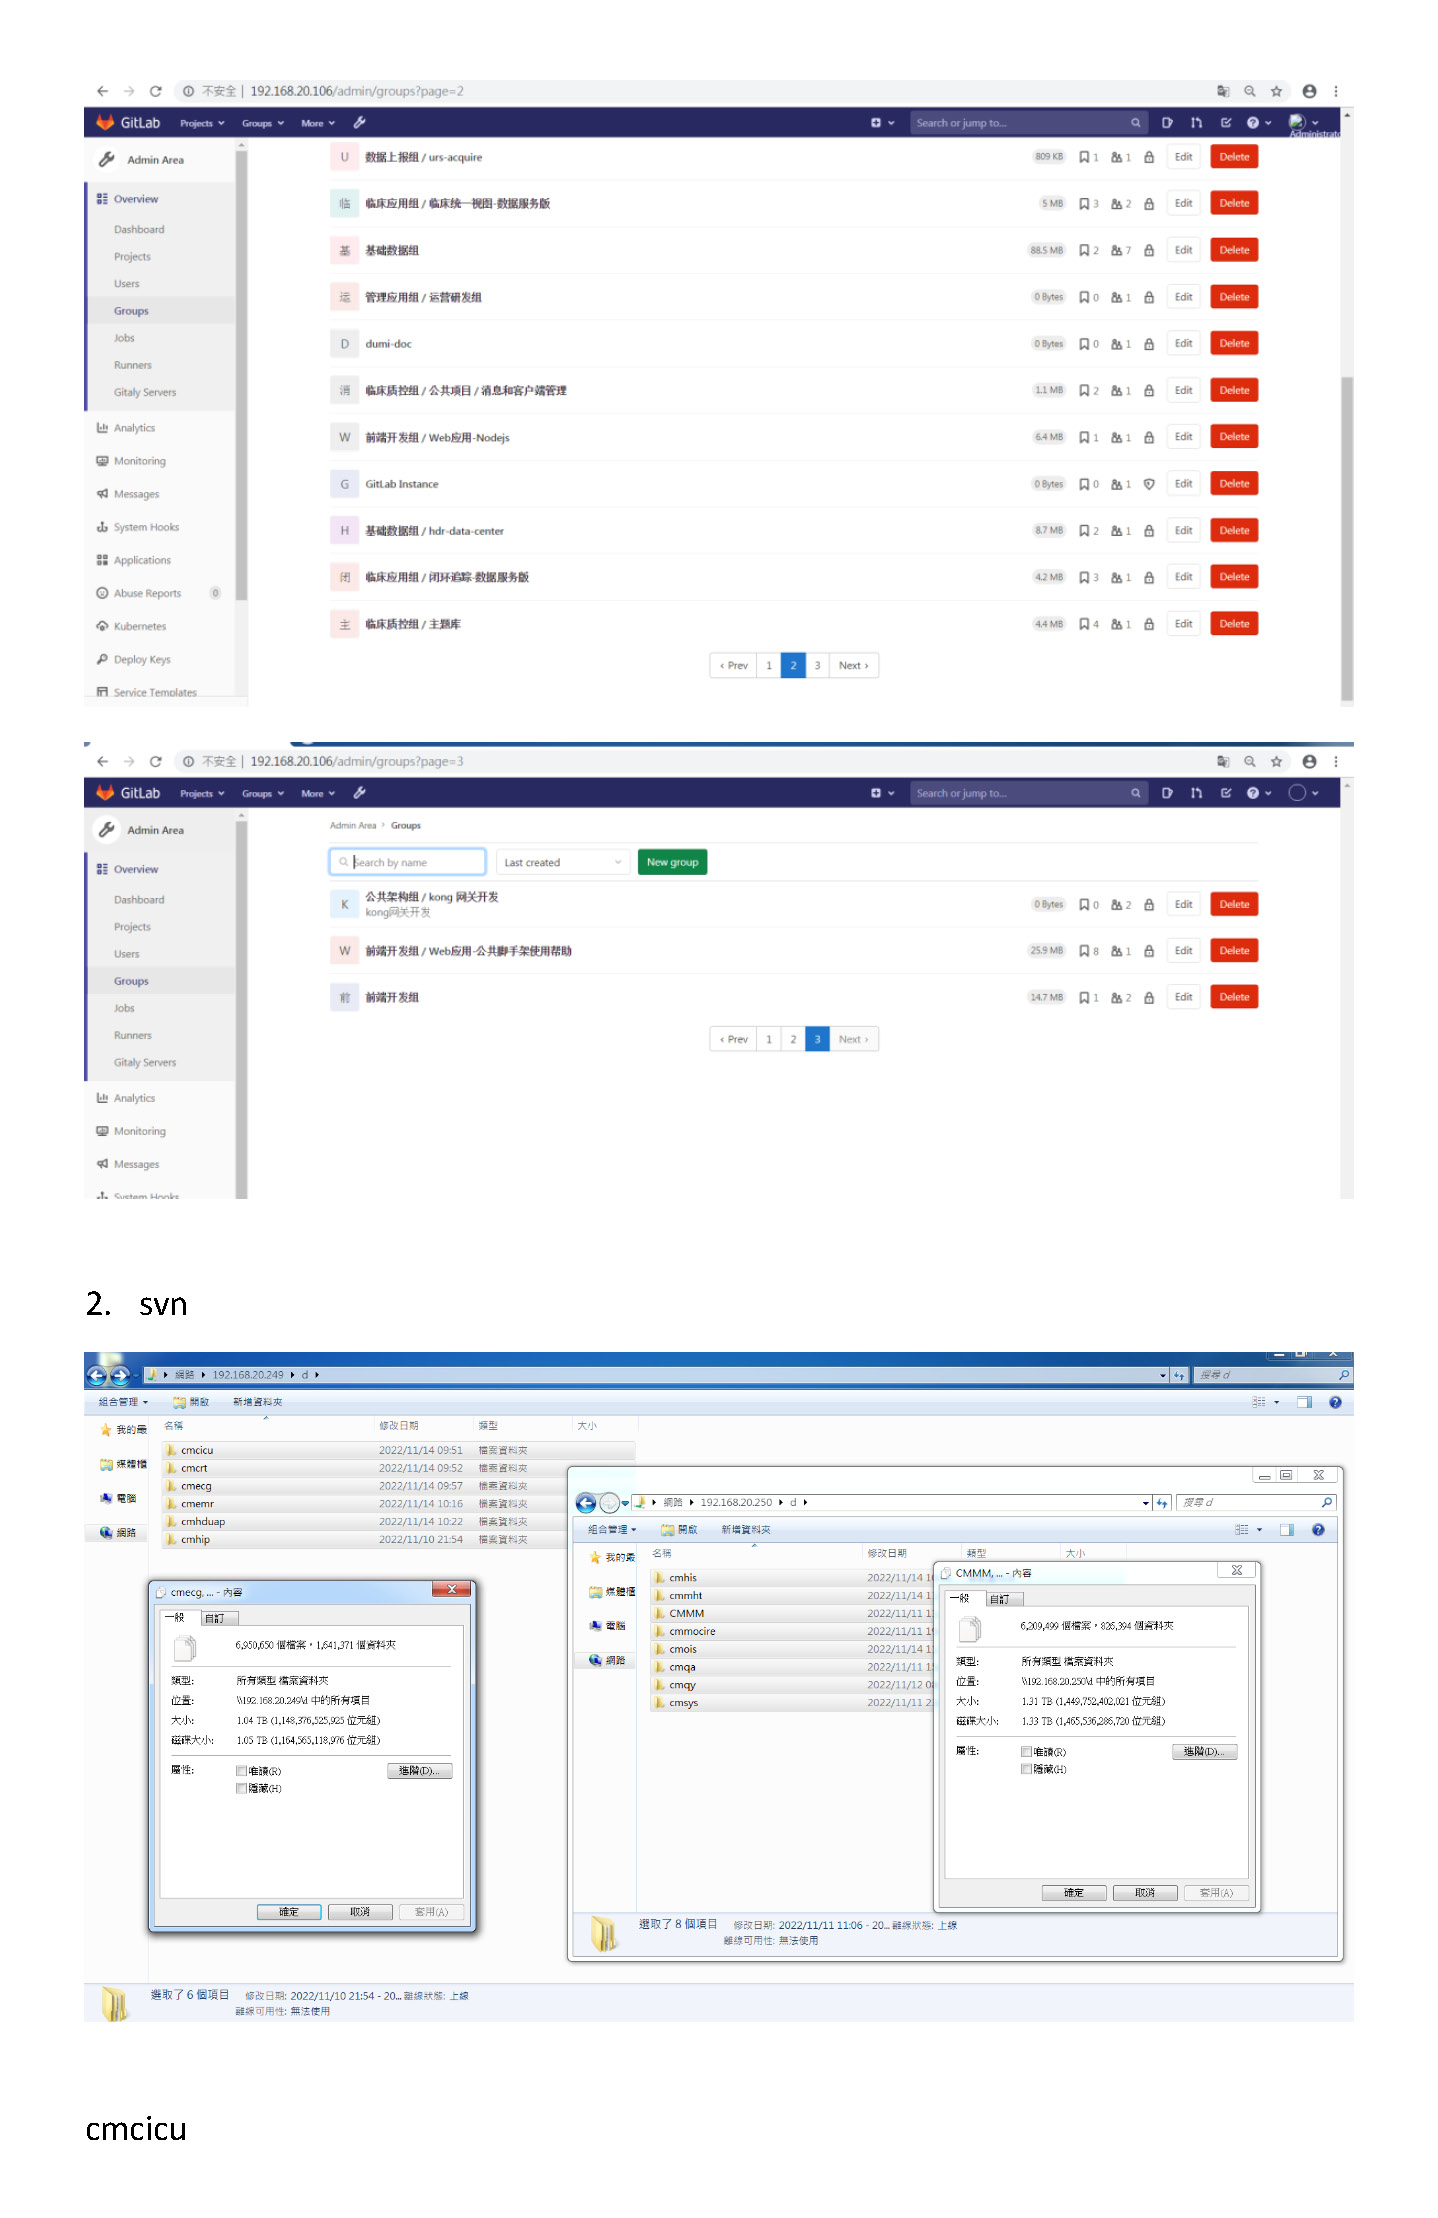 不安全 | 192.168.20.106/admin/groups?page=2
GitLab Projects Groups More Search or jump to... Administrato
Admin Area
Overview
Dashboard
Projects
Users
Groups
Jobs
Runners
Gitaly Servers
Analytics
Monitoring
Messages
System Hooks
Applications
Abuse Reports 0
Kubernetes
Deploy Keys
Service Templates
U 数据上报组 / urs-acquire 809 KB 1 1 Edit Delete
临 临床应用组 / 临床统一视图-数据服务版 5 MB 3 2 Edit Delete
基 基础数据组 88.5 MB 2 7 Edit Delete
运 管理应用组 / 运营研发组 0 Bytes 0 1 Edit Delete
D dumi-doc 0 Bytes 0 1 Edit Delete
消 临床质控组 / 公共项目 / 消息和客户端管理 1.1 MB 2 1 Edit Delete
W 前端开发组 / Web应用-Nodejs 6.4 MB 1 1 Edit Delete
G GitLab Instance 0 Bytes 0 1 Edit Delete
H 基础数据组 / hdr-data-center 8.7 MB 2 1 Edit Delete
闭 临床应用组 / 闭环追踪-数据服务版 4.2 MB 3 1 Edit Delete
主 临床质控组 / 主题库 4.4 MB 4 1 Edit Delete
‹ Prev 1 2 3 Next ›
不安全 | 192.168.20.106/admin/groups?page=3
GitLab Projects Groups More Search or jump to...
Admin Area
Overview
Dashboard
Projects
Users
Groups
Jobs
Runners
Gitaly Servers
Analytics
Monitoring
Messages
System Hooks
Admin Area > Groups
Search by name Last created New group
K 公共架构组 / kong 网关开发 0 Bytes 0 2 Edit Delete
kong网关开发
W 前端开发组 / Web应用-公共脚手架使用帮助 25.9 MB 8 1 Edit Delete
前 前端开发组 14.7 MB 1 2 Edit Delete
‹ Prev 1 2 3 Next ›
2. svn
網路 192.168.20.249 d 搜尋 d
組合管理 開啟 新增資料夾
我的最
媒體櫃
電腦
網路
名稱 修改日期 類型 大小
cmcicu 2022/11/14 09:51 檔案資料夾
cmcrt 2022/11/14 09:52 檔案資料夾
cmecg 2022/11/14 09:57 檔案資料夾
cmemr 2022/11/14 10:16 檔案資料夾
cmhduap 2022/11/14 10:22 檔案資料夾
cmhip 2022/11/10 21:54 檔案資料夾
cmecg, ... - 內容
一般 自訂
6,950,650 個檔案，1,641,371 個資料夾
類型: 所有類型 檔案資料夾
位置: \\192.168.20.249\d 中的所有項目
大小: 1.04 TB (1,148,376,525,925 位元組)
磁碟大小: 1.05 TB (1,164,565,118,976 位元組)
屬性: 唯讀(R) 進階(D)...
隱藏(H)
確定 取消 套用(A)
網路 192.168.20.250 d 搜尋 d
組合管理 開啟 新增資料夾
我的最
媒體櫃
電腦
網路
名稱 修改日期 類型 大小
cmhis 2022/11/14 1
cmmht 2022/11/14 1
CMMM 2022/11/11 1
cmmocire 2022/11/11 1
cmois 2022/11/14 1
cmqa 2022/11/11 1
cmqy 2022/11/12 0
cmsys 2022/11/11 2
CMMM, ... - 內容
一般 自訂
6,209,499 個檔案，826,394 個資料夾
類型: 所有類型 檔案資料夾
位置: \\192.168.20.250\d 中的所有項目
大小: 1.31 TB (1,449,752,402,021 位元組)
磁碟大小: 1.33 TB (1,465,536,286,720 位元組)
屬性: 唯讀(R) 進階(D)...
隱藏(H)
確定 取消 套用(A)
選取了 8 個項目 修改日期: 2022/11/11 11:06 - 20... 離線狀態: 上線
離線可用性: 無法使用
選取了 6 個項目 修改日期: 2022/11/10 21:54 - 20... 離線狀態: 上線
離線可用性: 無法使用
cmcicu